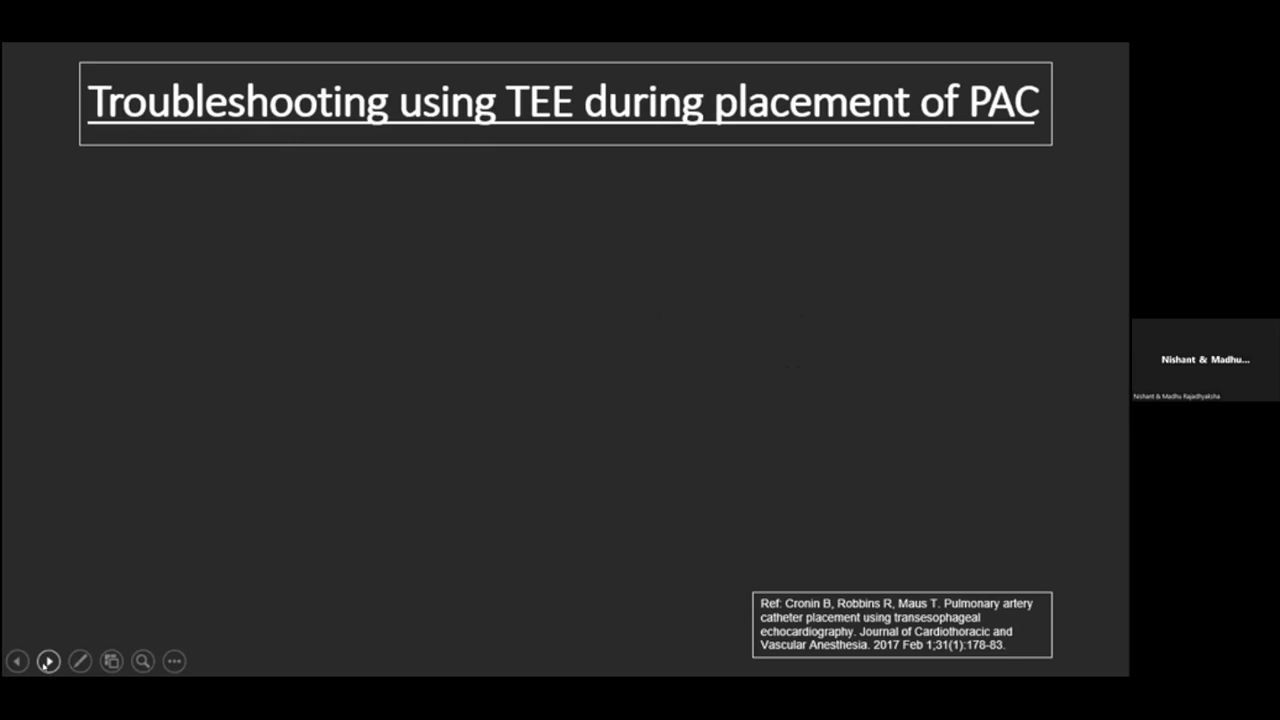 Troubleshooting using TEE during placement of PAC
Nishant & Madhu...
Nishant & Madhu Rajadhyaksha
Ref: Cronin B, Robbins R, Maus T. Pulmonary artery
catheter placement using transesophageal
echocardiography. Journal of Cardiothoracic and
Vascular Anesthesia. 2017 Feb 1;31(1):178-83.